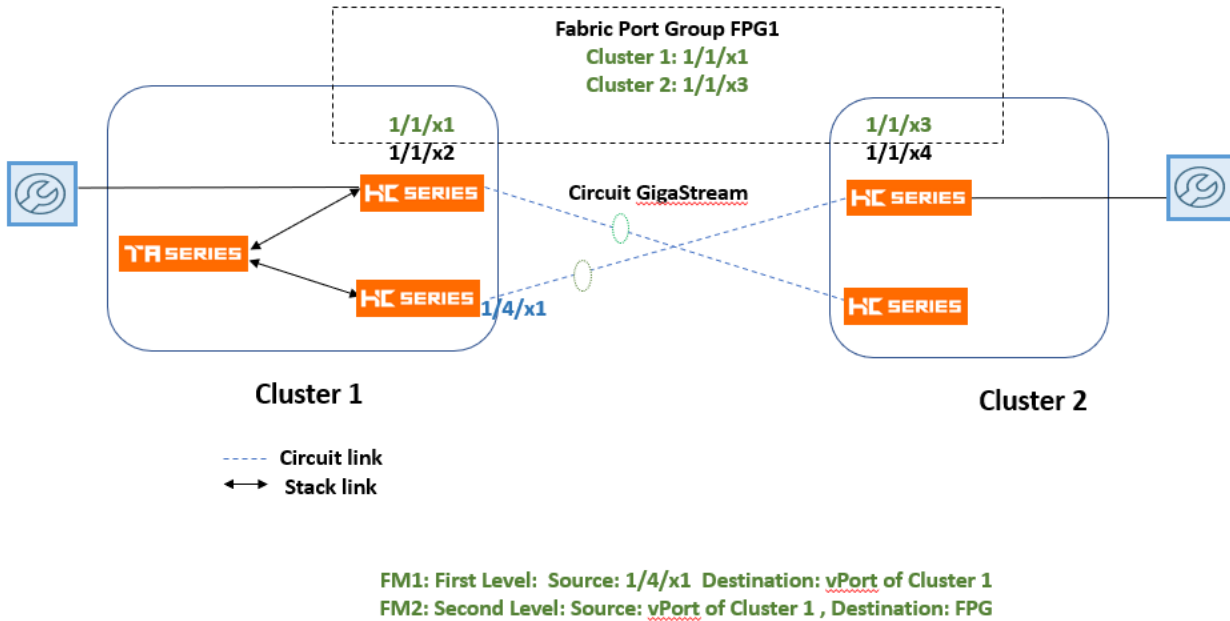 Fabric Port Group FPG1
Cluster 1: 1/1/x1
Cluster 2: 1/1/x3
1/1/x1
1/1/x2
1/1/x3
1/1/x4
HC SERIES
Circuit GigaStream
HC SERIES
TA SERIES
HC SERIES
1/4/x1
HC SERIES
Cluster 1
Cluster 2
Circuit link
Stack link
FM1: First Level: Source: 1/4/x1 Destination: vPort of Cluster 1
FM2: Second Level: Source: vPort of Cluster 1 , Destination: FPG